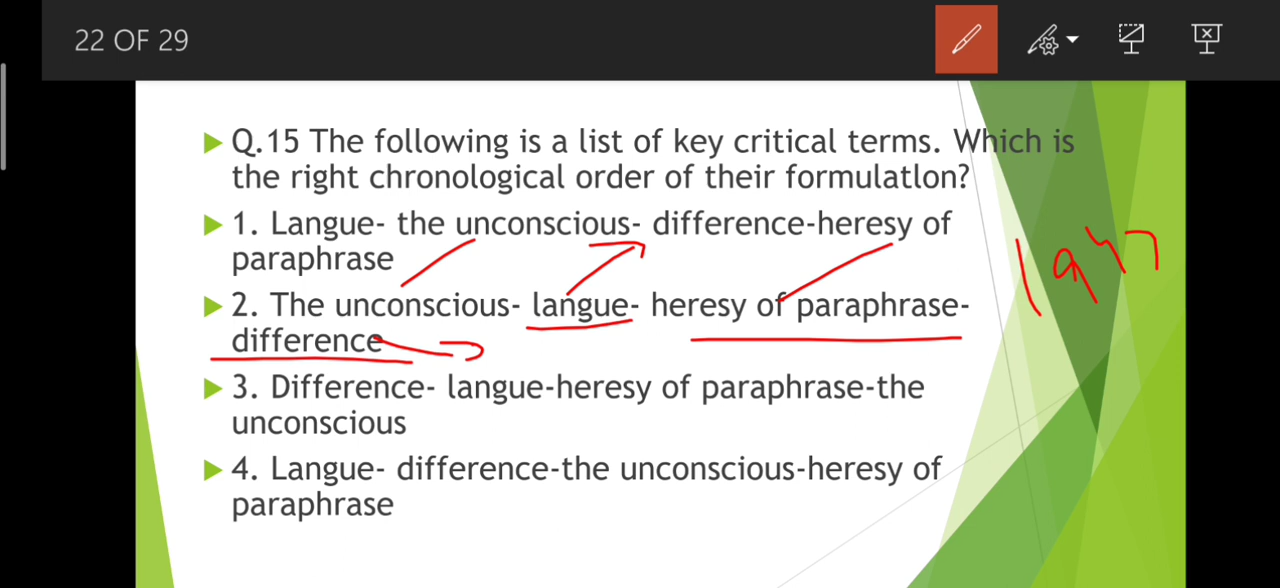 22 OF 29
Q.15 The following is a list of key critical terms. Which is
the right chronological order of their formulatlon?
1. Langue- the unconscious- difference-heresy of
paraphrase
1947
2. The unconscious- langue- heresy of paraphrase-
difference
3. Difference- langue-heresy of paraphrase-the
unconscious
4. Langue- difference-the unconscious-heresy of
paraphrase